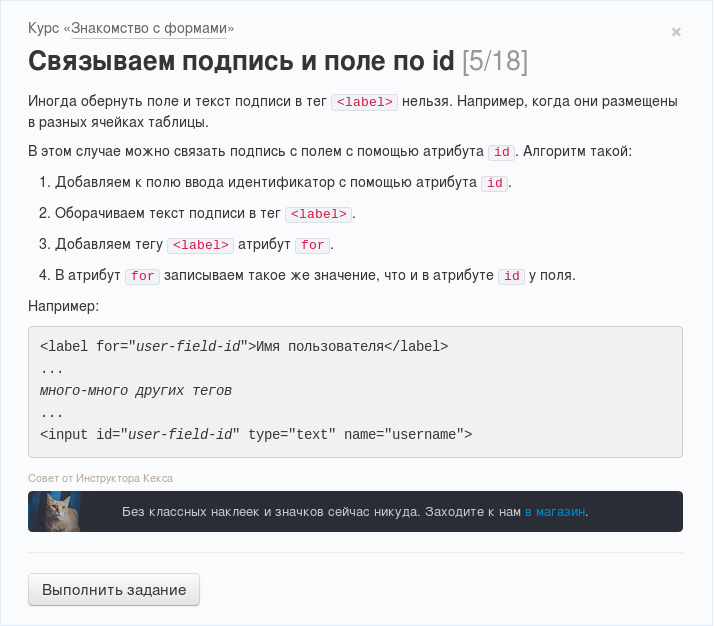 Курс «Знакомство с формами»
×
Связываем подпись и поле по id [5/18]
Иногда обернуть поле и текст подписи в тег <label> нельзя. Например, когда они размещены
в разных ячейках таблицы.
В этом случае можно связать подпись с полем с помощью атрибута id. Алгоритм такой:
1. Добавляем к полю ввода идентификатор с помощью атрибута id.
2. Оборачиваем текст подписи в тег <label>.
3. Добавляем тегу <label> атрибут for.
4. В атрибут for записываем такое же значение, что и в атрибуте id у поля.
Например:
<label for="user-field-id">Имя пользователя</label>
...
много-много других тегов
...
<input id="user-field-id" type="text" name="username">
Совет от Инструктора Кекса
Без классных наклеек и значков сейчас никуда. Заходите к нам в магазин.
Выполнить задание